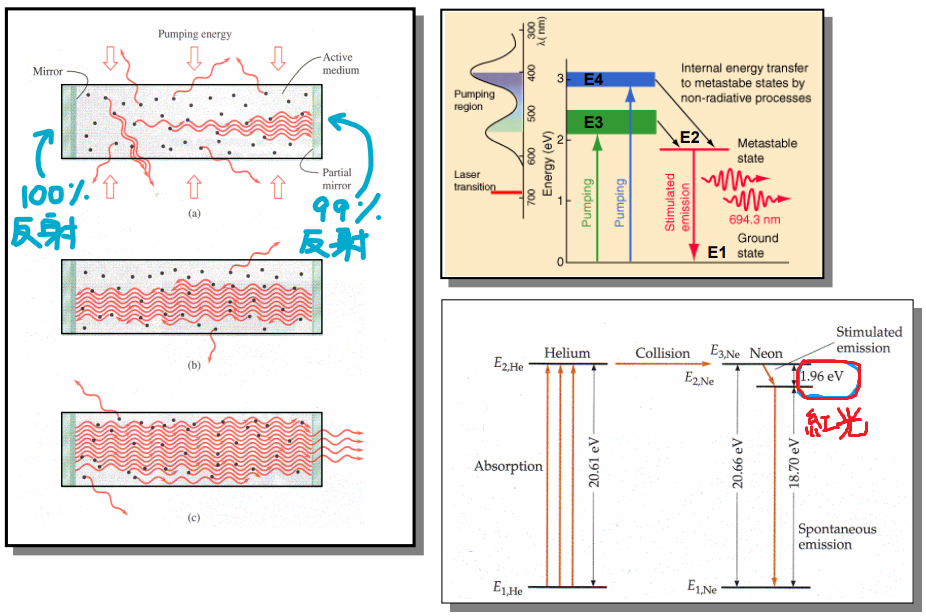 Pumping energy
Active
medium
Mirror
Partial
mirror
100%
反射
99%
反射
(a)
(b)
(c)
300
400
500
600
700
λ( nm)
Pumping
region
Laser
transition
Energy (eV)
3
2
1
0
E4
E3
E2
E1
Pumping
Pumping
Stimulated
emission
Internal energy transfer
to metastabe states by
non-radiative processes
Metastable
state
694.3 nm
Ground
state
Helium
Collision
Neon
Stimulated
emission
E2,He
E3,Ne
E2,Ne
1.96 eV
紅光
Absorption
20.61 eV
20.66 eV
18.70 eV
Spontaneous
emission
E1,He
E1,Ne